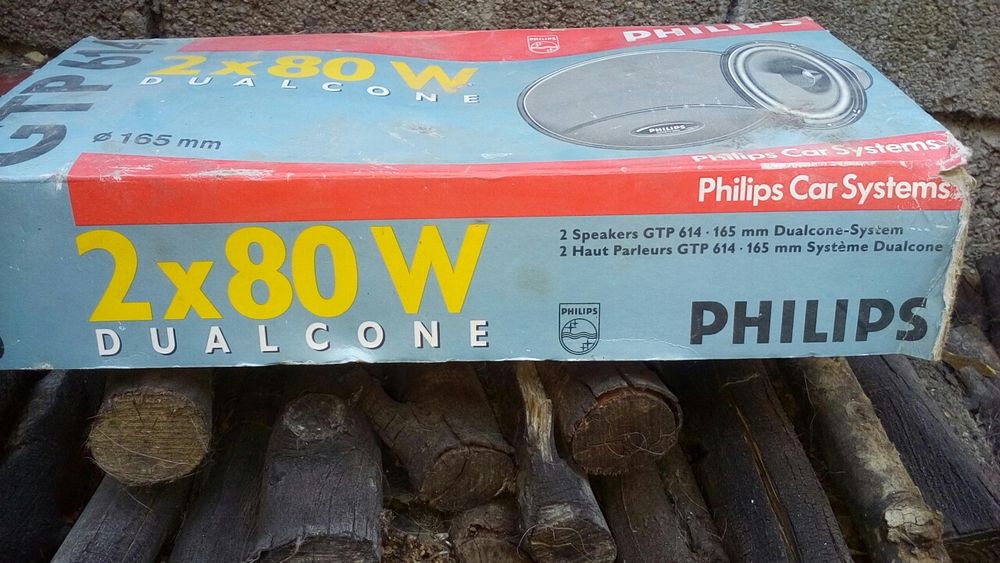 GTP 614
2x80 W
DUALCONE
ø 165 mm
PHILIPS
PHILIPS
PHILIPS
Philips Car Systems
Philips Car Systems
2x80 W
DUALCONE
2 Speakers GTP 614 · 165 mm Dualcone-System
2 Haut Parleurs GTP 614 · 165 mm Système Dualcone
PHILIPS
PHILIPS